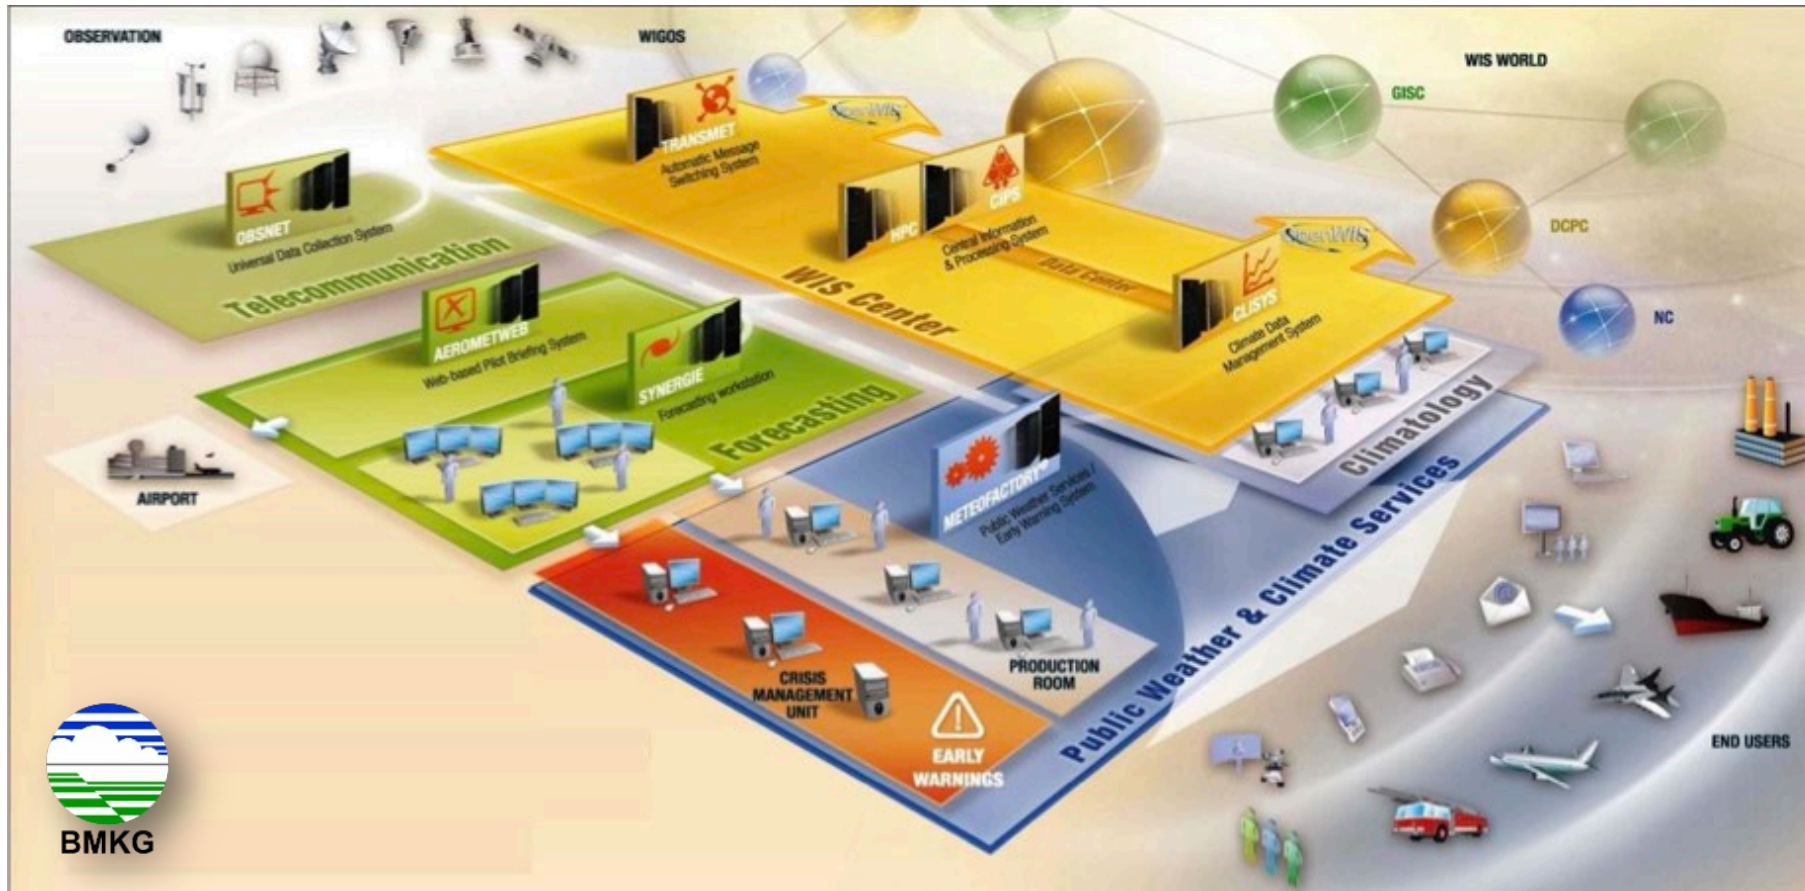 OBSERVATION
WIGOS
WIS WORLD
GISC
DCPC
NC
OpenWIS
TRANSMET
Automatic Message
Switching System
OBSNET
Universal Data Collection System
Telecommunication
HPC
CIPS
Central Information
& Processing System
Data Center
WIS Center
OpenWIS
CLISYS
Climate Data
Management System
Climatology
AEROMETWEB
Web-based Pilot Briefing System
SYNERGIE
Forecasting workstation
Forecasting
AIRPORT
METEOFACTORY
Public Weather Services /
Early Warning System
Public Weather & Climate Services
PRODUCTION
ROOM
CRISIS
MANAGEMENT
UNIT
EARLY
WARNINGS
END USERS
BMKG